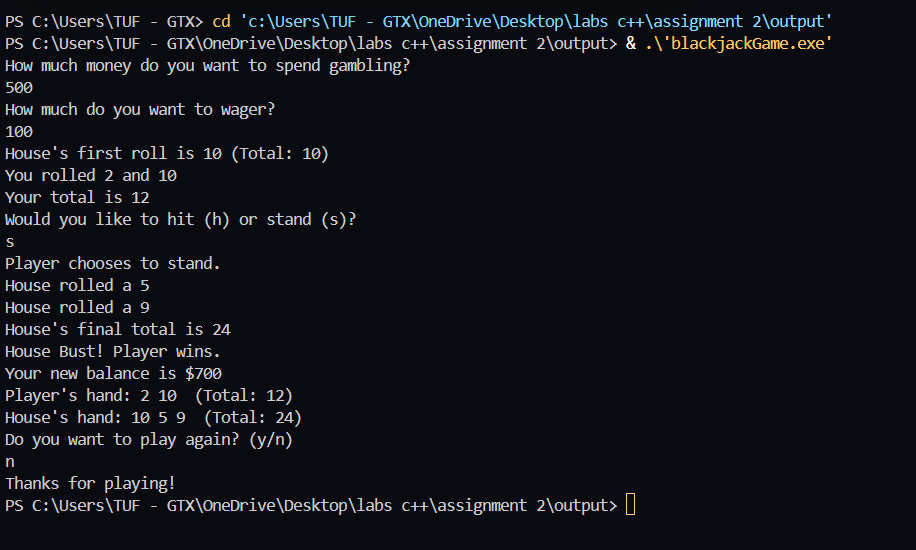 PS C:\Users\TUF - GTX> cd 'c:\Users\TUF - GTX\OneDrive\Desktop\labs c++\assignment 2\output'
PS C:\Users\TUF - GTX\OneDrive\Desktop\labs c++\assignment 2\output> & .\'blackjackGame.exe'
How much money do you want to spend gambling?
500
How much do you want to wager?
100
House's first roll is 10 (Total: 10)
You rolled 2 and 10
Your total is 12
Would you like to hit (h) or stand (s)?
s
Player chooses to stand.
House rolled a 5
House rolled a 9
House's final total is 24
House Bust! Player wins.
Your new balance is $700
Player's hand: 2 10  (Total: 12)
House's hand: 10 5 9  (Total: 24)
Do you want to play again? (y/n)
n
Thanks for playing!
PS C:\Users\TUF - GTX\OneDrive\Desktop\labs c++\assignment 2\output>